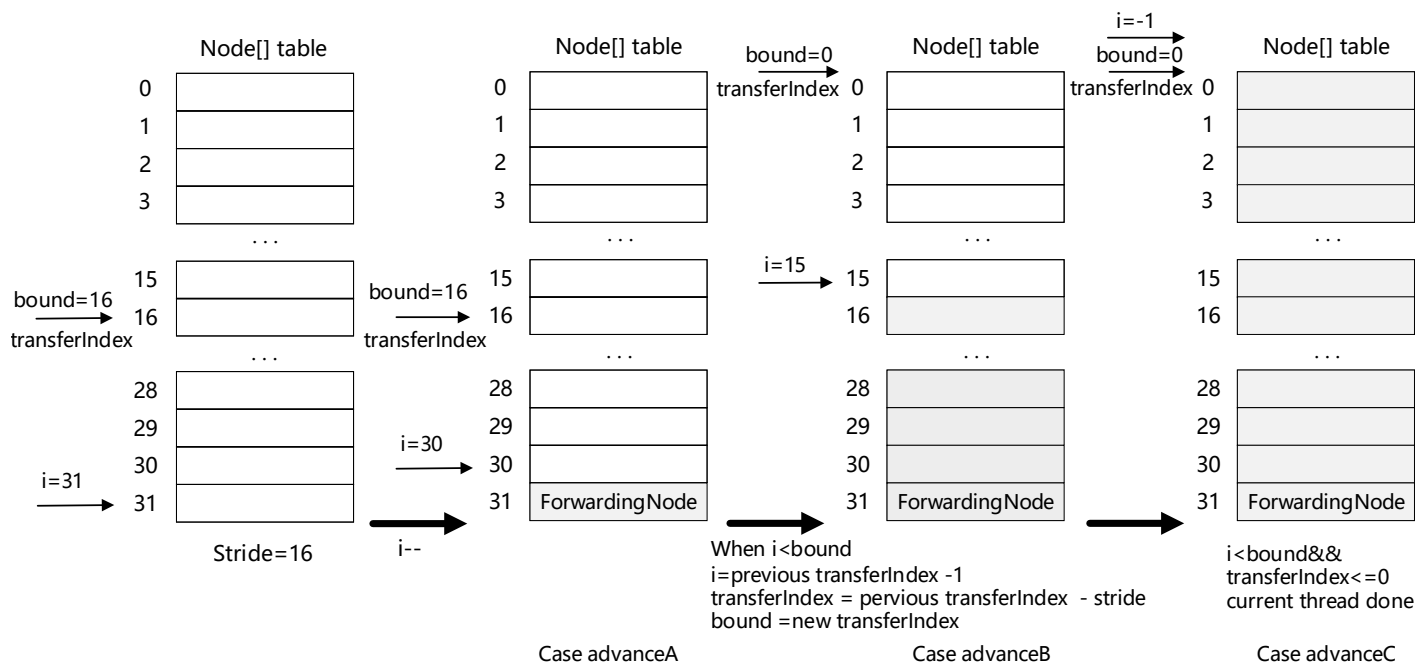 i=-1
Node[] table
Node[] table
bound=0
Node[] table
bound=0
Node[] table
0
0
transferIndex
0
transferIndex
0
1
1
1
1
2
2
2
2
3
3
3
3
. . .
. . .
. . .
. . .
15
15
i=15
15
15
bound=16
16
bound=16
16
16
16
transferIndex
transferIndex
. . .
. . .
. . .
. . .
28
28
28
28
29
29
29
29
i=31
30
i=30
30
30
30
31
31
ForwardingNode
31
ForwardingNode
31
ForwardingNode
Stride=16
i--
When i<bound
i=previous transferIndex -1
transferIndex = pervious transferIndex - stride
bound =new transferIndex
i<bound&&
transferIndex<=0
current thread done
Case advanceA
Case advanceB
Case advanceC